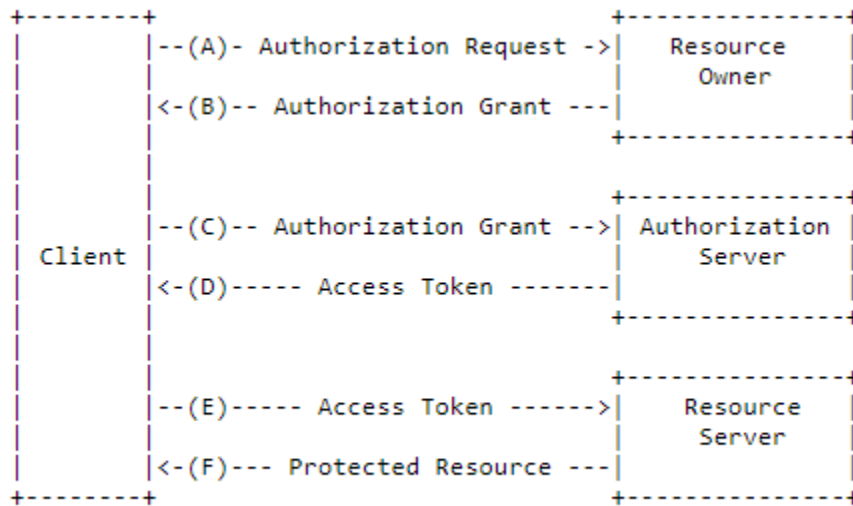 --(A)- Authorization Request ->| Resource
Owner
<-(B)-- Authorization Grant ---
--(C)-- Authorization Grant -->| Authorization
Client Server
<-(D)----- Access Token -------
--(E)----- Access Token ------>| Resource
Server
<-(F)--- Protected Resource ---